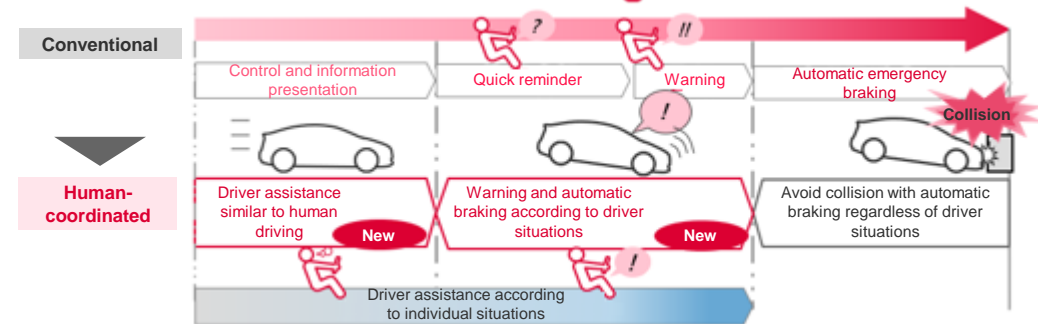 ?
!!
Conventional
Control and information
presentation
Quick reminder
Warning
Automatic emergency
braking
!
Collision
Human-
coordinated
Driver assistance
similar to human
driving
New
Warning and automatic
braking according to driver
situations
New
Avoid collision with automatic
braking regardless of driver
situations
!
Driver assistance according
to individual situations